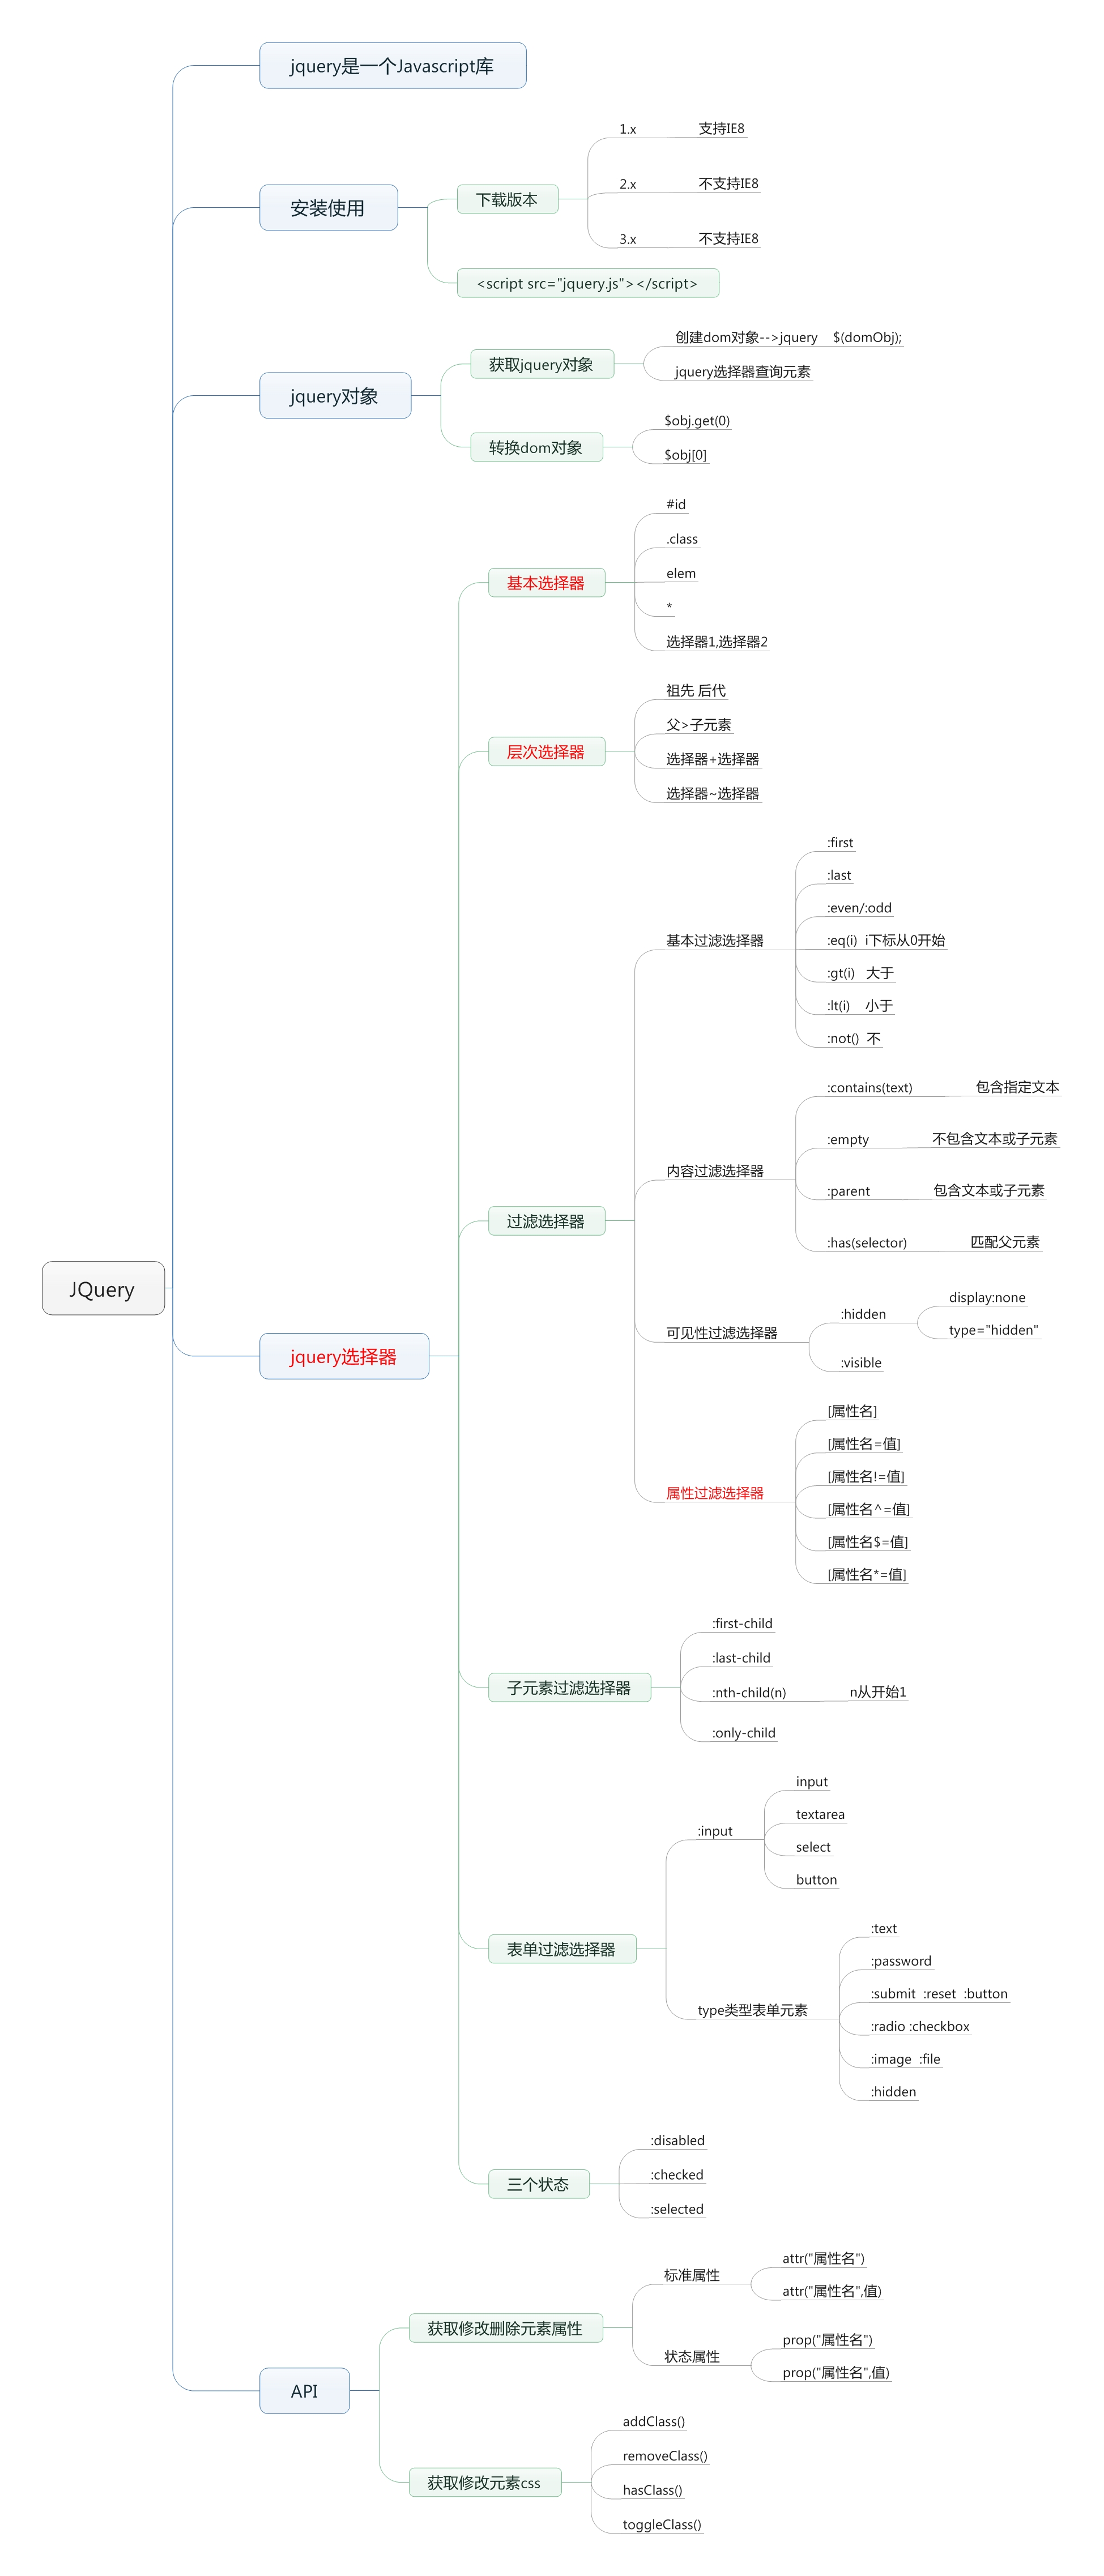 jquery是一个Javascript库
1.x 支持IE8
2.x 不支持IE8
下载版本
安装使用
3.x 不支持IE8
<script src="jquery.js"></script>
创建dom对象-->jquery $(domObj);
获取jquery对象
jquery选择器查询元素
jquery对象
$obj.get(0)
转换dom对象
$obj[0]
#id
.class
elem
基本选择器
*
选择器1,选择器2
祖先 后代
父>子元素
层次选择器
选择器+选择器
选择器~选择器
:first
:last
:even/:odd
基本过滤选择器
:eq(i) i下标从0开始
:gt(i) 大于
:lt(i) 小于
:not() 不
:contains(text) 包含指定文本
:empty 不包含文本或子元素
内容过滤选择器
:parent 包含文本或子元素
过滤选择器
:has(selector) 匹配父元素
JQuery
display:none
:hidden
type="hidden"
可见性过滤选择器
jquery选择器
:visible
[属性名]
[属性名=值]
[属性名!=值]
属性过滤选择器
[属性名^=值]
[属性名$=值]
[属性名*=值]
:first-child
:last-child
子元素过滤选择器
:nth-child(n) n从开始1
:only-child
input
textarea
:input
select
button
:text
表单过滤选择器
:password
:submit :reset :button
type类型表单元素
:radio :checkbox
:image :file
:hidden
:disabled
:checked
三个状态
:selected
attr("属性名")
标准属性
attr("属性名",值)
获取修改删除元素属性
prop("属性名")
状态属性
prop("属性名",值)
API
addClass()
removeClass()
获取修改元素css
hasClass()
toggleClass()